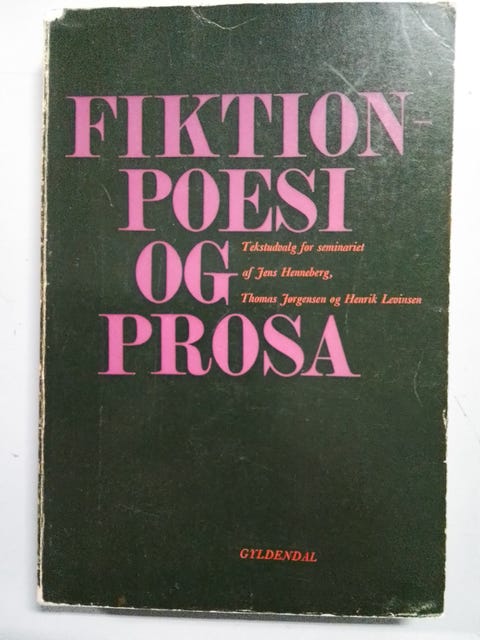 FIKTION-
POESI
OG
Tekstudvalg for seminariet
af Jens Henneberg,
Thomas Jørgensen og Henrik Levinsen
PROSA
GYLDENDAL